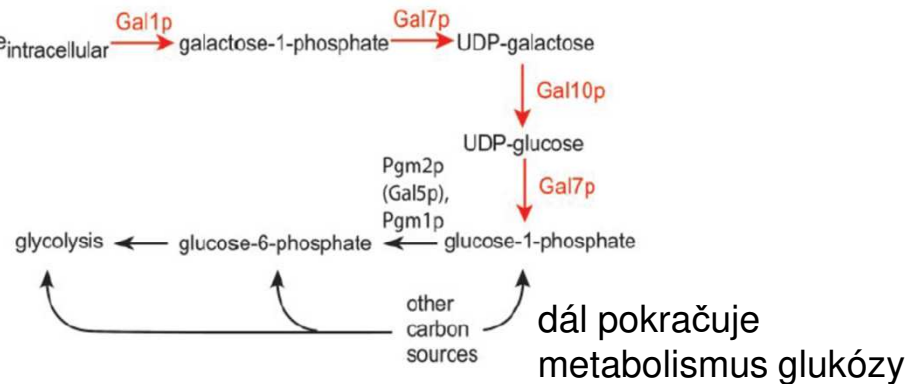 Gal1p
Gal7p
intracellular
galactose-1-phosphate
UDP-galactose
Gal10p
UDP-glucose
Pgm2p
(Gal5p),
Pgm1p
Gal7p
glycolysis
glucose-6-phosphate
glucose-1-phosphate
other
carbon
sources
dál pokračuje
metabolismus glukózy